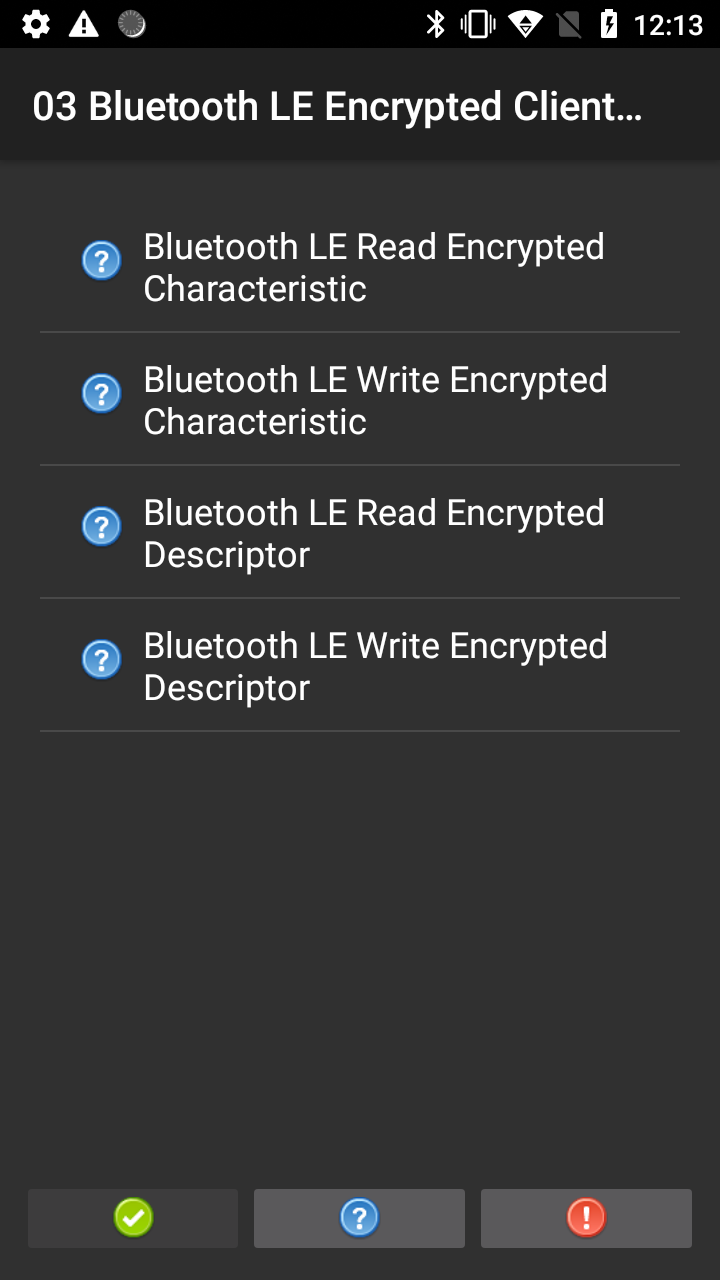 12:13
03 Bluetooth LE Encrypted Client…
Bluetooth LE Read Encrypted
Characteristic
Bluetooth LE Write Encrypted
Characteristic
Bluetooth LE Read Encrypted
Descriptor
Bluetooth LE Write Encrypted
Descriptor